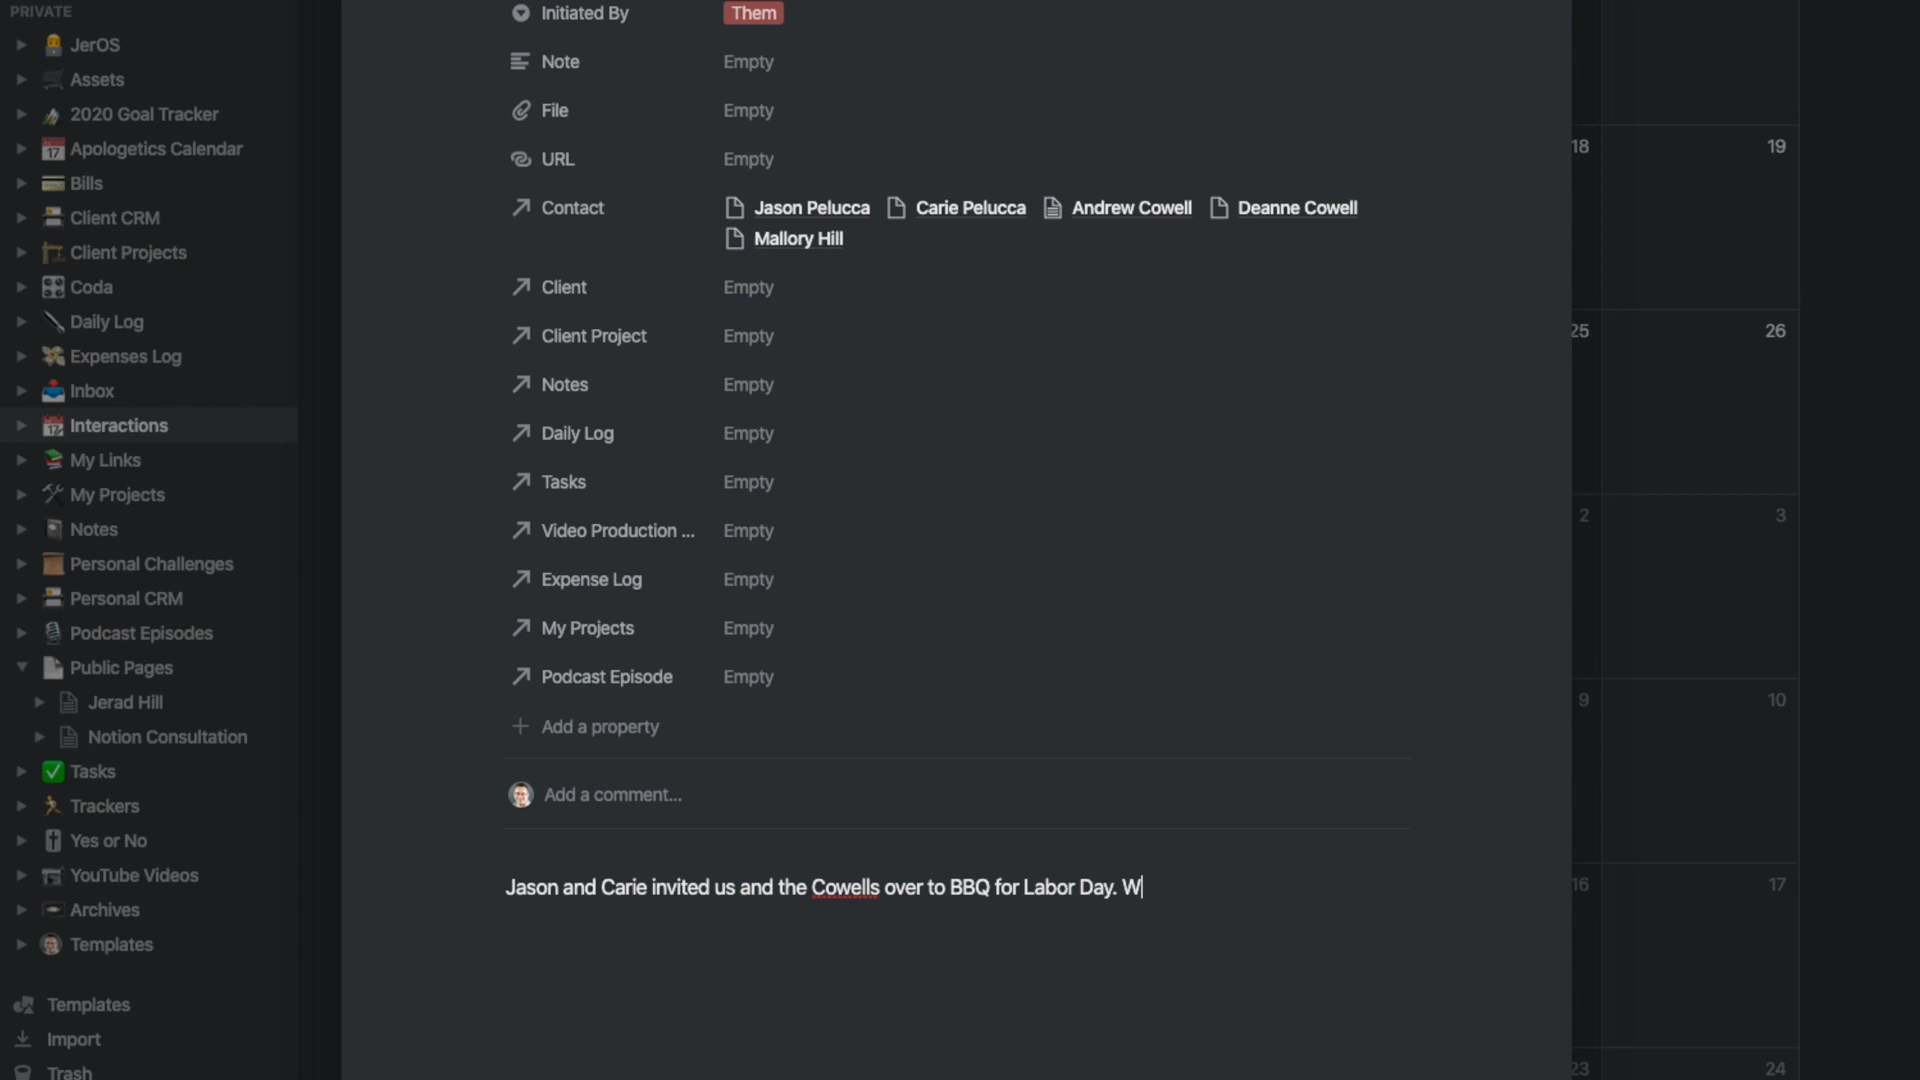 PRIVATE
JerOS
Assets
2020 Goal Tracker
Apologetics Calendar
Bills
Client CRM
Client Projects
Coda
Daily Log
Expenses Log
Inbox
Interactions
My Links
My Projects
Notes
Personal Challenges
Personal CRM
Podcast Episodes
Public Pages
Jerad Hill
Notion Consultation
Tasks
Trackers
Yes or No
YouTube Videos
Archives
Templates
Templates
Import
Trash
Initiated By Them
Note Empty
File Empty
URL Empty
Contact Jason Pelucca Carie Pelucca Andrew Cowell Deanne Cowell
Mallory Hill
Client Empty
Client Project Empty
Notes Empty
Daily Log Empty
Tasks Empty
Video Production ... Empty
Expense Log Empty
My Projects Empty
Podcast Episode Empty
Add a property
Add a comment...
Jason and Carie invited us and the Cowells over to BBQ for Labor Day. W
18 19
25 26
2 3
9 10
16 17
23 24